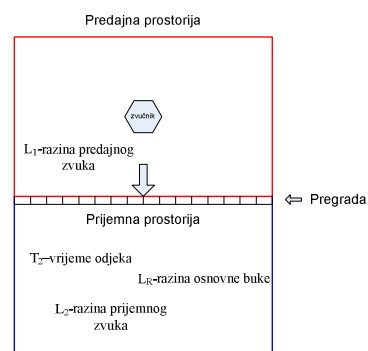 Predajna prostorija
zvučnik
L1-razina predajnog
zvuka
Pregrada
Prijemna prostorija
T2–vrijeme odjeka
LR-razina osnovne buke
L2-razina prijemnog
zvuka